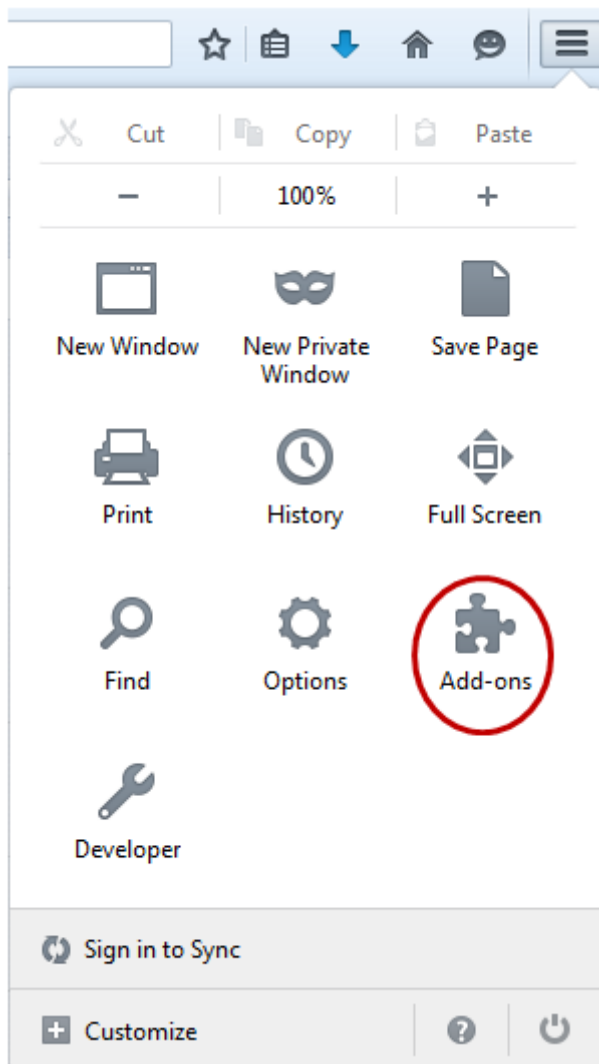 Cut Copy Paste
− 100% +
New Window New Private Window Save Page
Print History Full Screen
Find Options Add-ons
Developer
Sign in to Sync
Customize